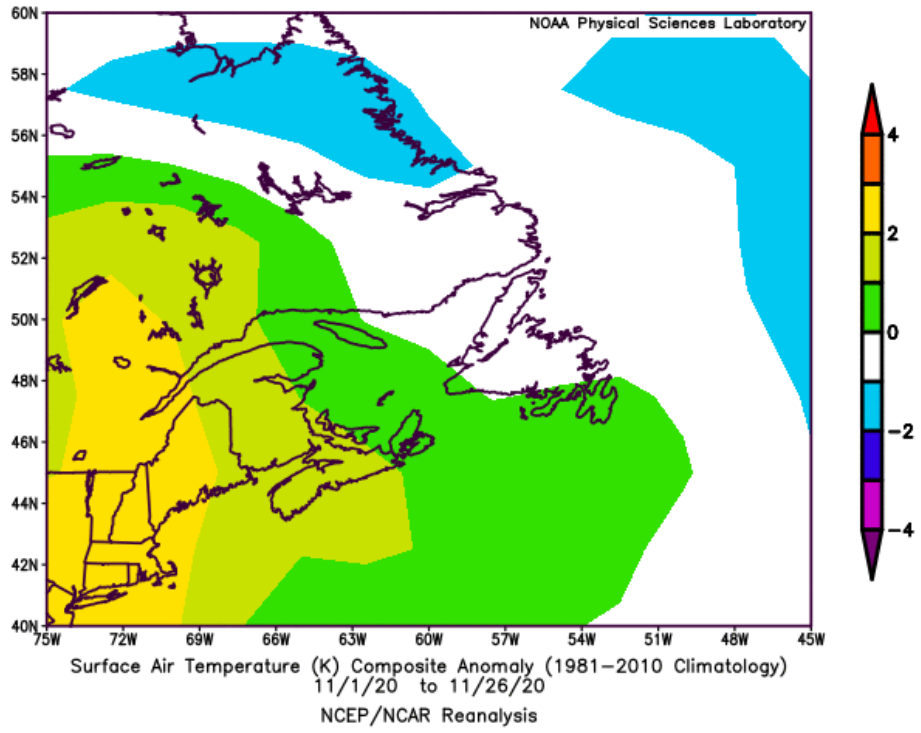 NOAA Physical Sciences Laboratory
60N
58N
56N
54N
52N
50N
48N
46N
44N
42N
40N
75W 72W 69W 66W 63W 60W 57W 54W 51W 48W 45W
4
2
0
-2
-4
Surface Air Temperature (K) Composite Anomaly (1981-2010 Climatology)
11/1/20 to 11/26/20
NCEP/NCAR Reanalysis